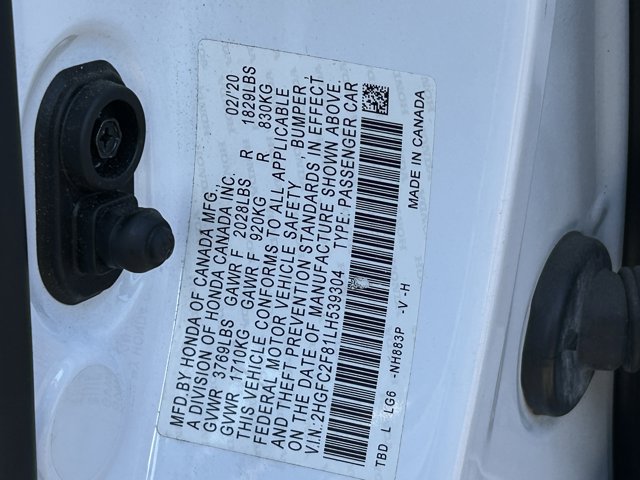 MFD.BY HONDA OF CANADA MFG.,
A DIVISION OF HONDA CANADA INC. 02/20
GVWR 3769LBS GAWR F 2028LBS R 1829LBS
GVWR 1710KG GAWR F 920KG R 830KG
THIS VEHICLE CONFORMS TO ALL APPLICABLE
FEDERAL MOTOR VEHICLE SAFETY , BUMPER ,
AND THEFT PREVENTION STANDARDS IN EFFECT
ON THE DATE OF MANUFACTURE SHOWN ABOVE.
V.I.N: 2HGFC2F81LH539304 TYPE: PASSENGER CAR
TBD L LG6 -NH883P -V -H MADE IN CANADA